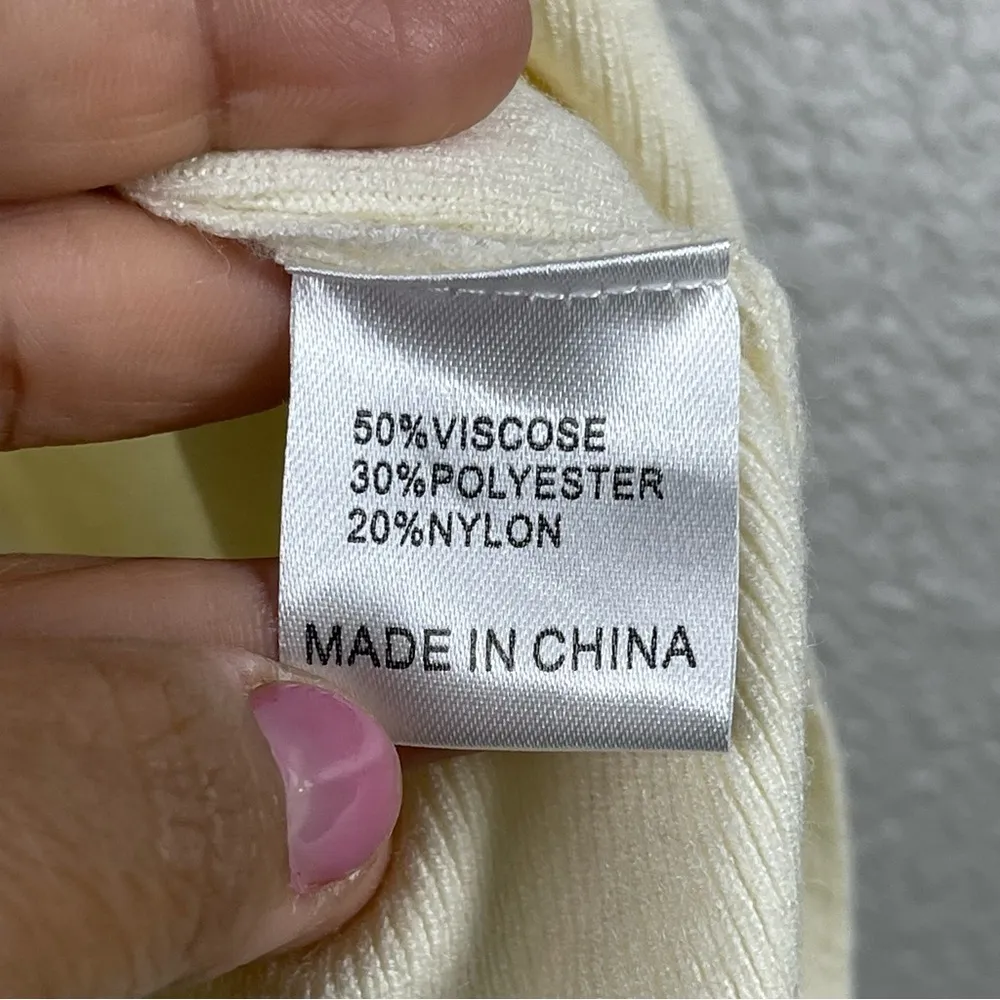 50%VISCOSE
30%POLYESTER
20%NYLON
MADE IN CHINA